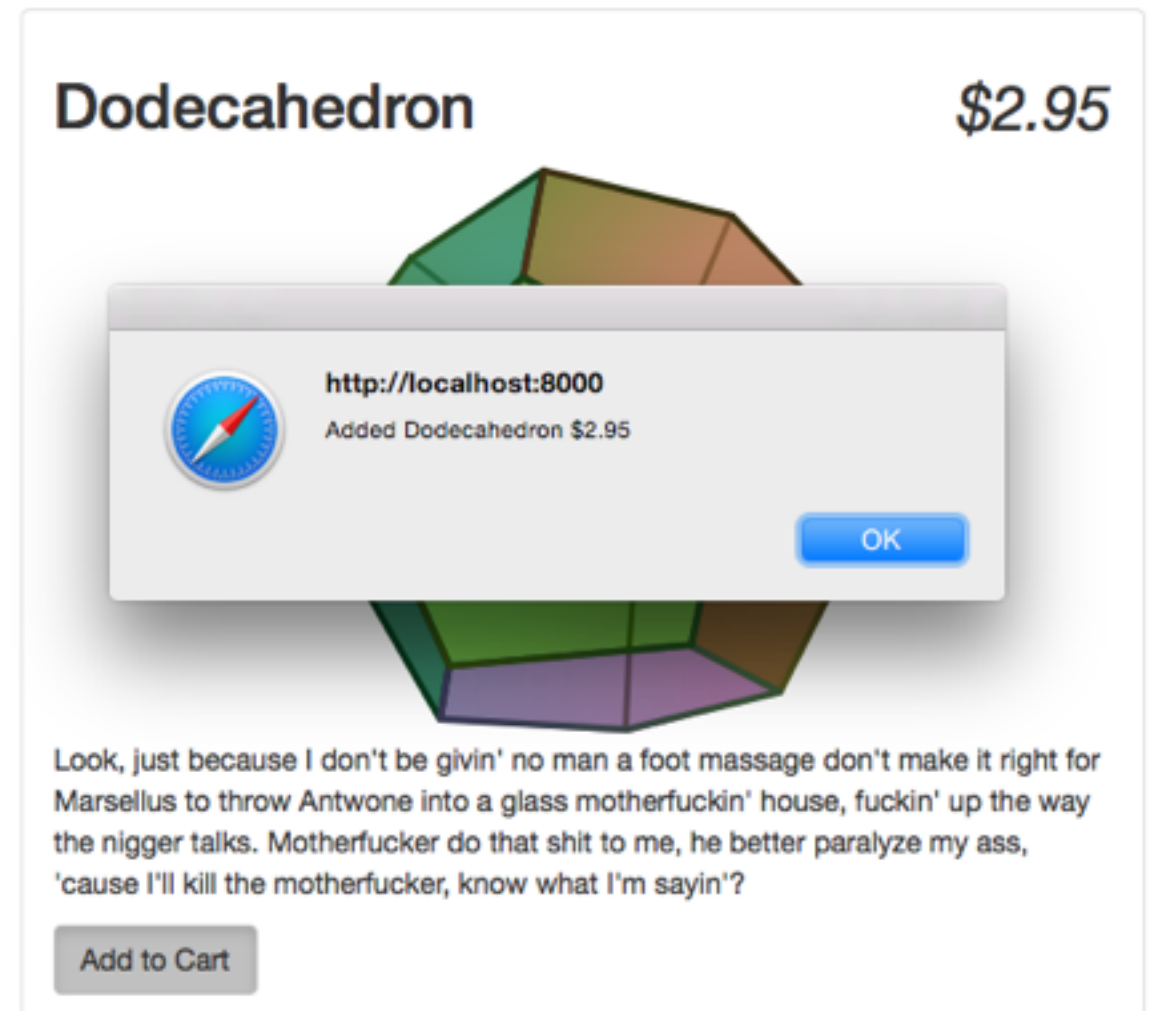 Dodecahedron
$2.95
http://localhost:8000
Added Dodecahedron $2.95
OK
Look, just because I don't be givin' no man a foot massage don't make it right for
Marsellus to throw Antwone into a glass motherfuckin' house, fuckin' up the way
the nigger talks. Motherfucker do that shit to me, he better paralyze my ass,
'cause I'll kill the motherfucker, know what I'm sayin'?
Add to Cart